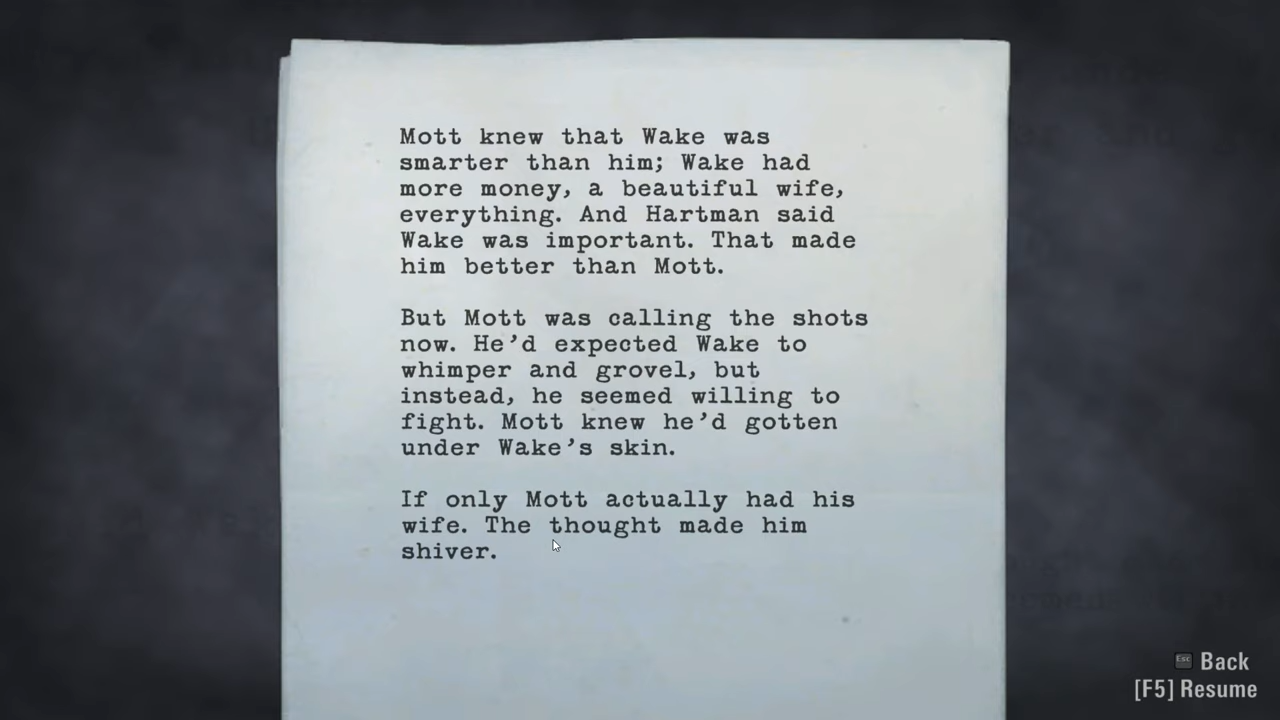 Mott knew that Wake was
smarter than him; Wake had
more money, a beautiful wife,
everything. And Hartman said
Wake was important. That made
him better than Mott.
But Mott was calling the shots
now. He’d expected Wake to
whimper and grovel, but
instead, he seemed willing to
fight. Mott knew he’d gotten
under Wake’s skin.
If only Mott actually had his
wife. The thought made him
shiver.
Esc Back
[F5] Resume